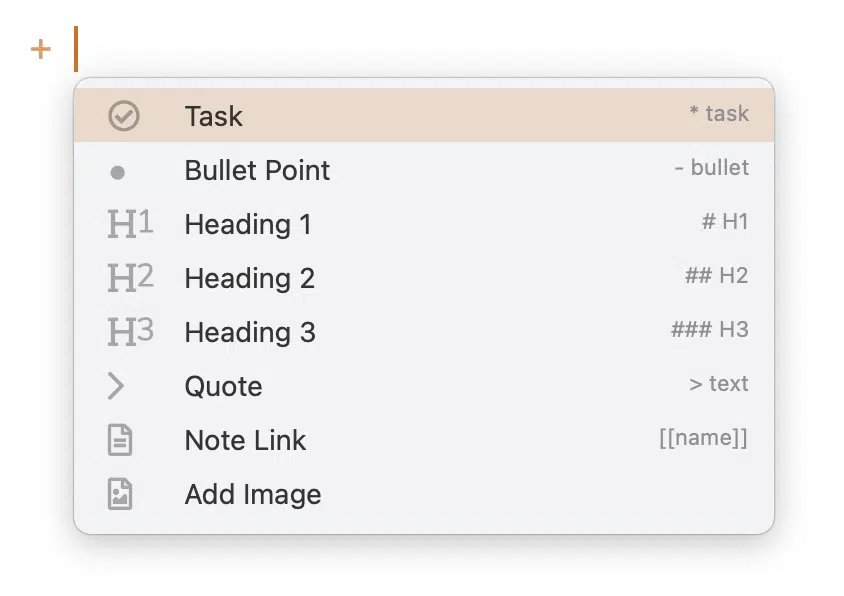 +
Task * task
Bullet Point - bullet
H1 Heading 1 # H1
H2 Heading 2 ## H2
H3 Heading 3 ### H3
Quote > text
Note Link [[name]]
Add Image